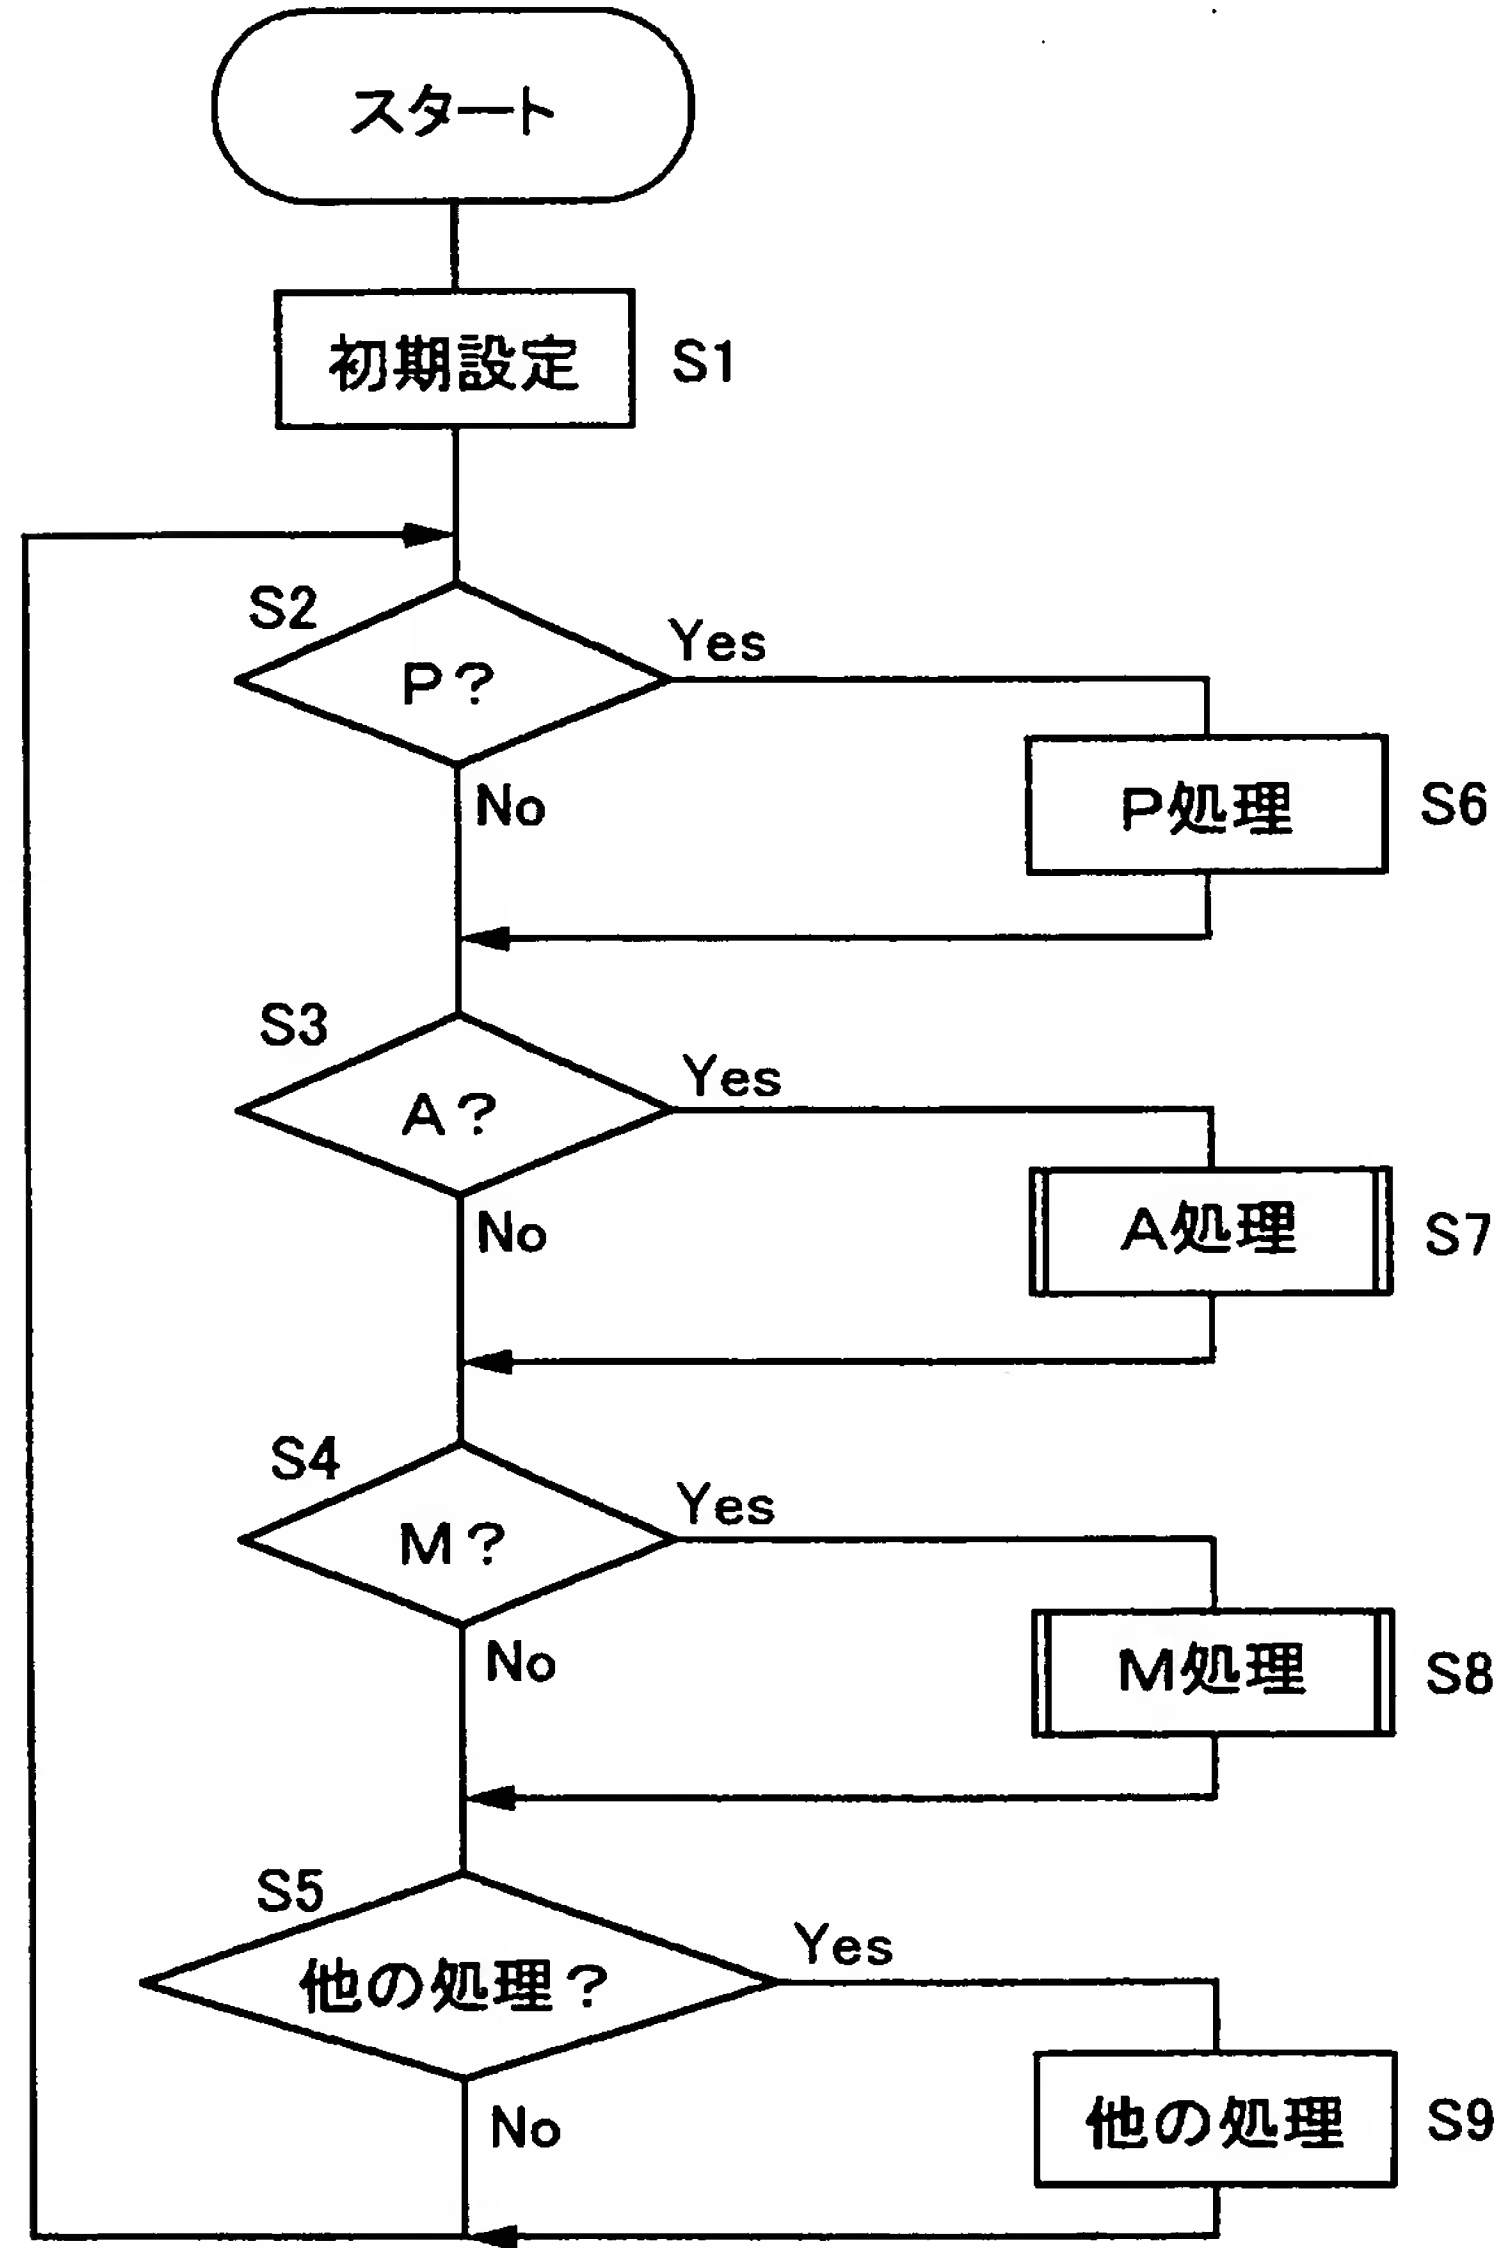 スタート
初期設定 S1
S2
P? Yes
No
P処理 S6
S3
A? Yes
No
A処理 S7
S4
M? Yes
No
M処理 S8
S5
他の処理? Yes
No
他の処理 S9